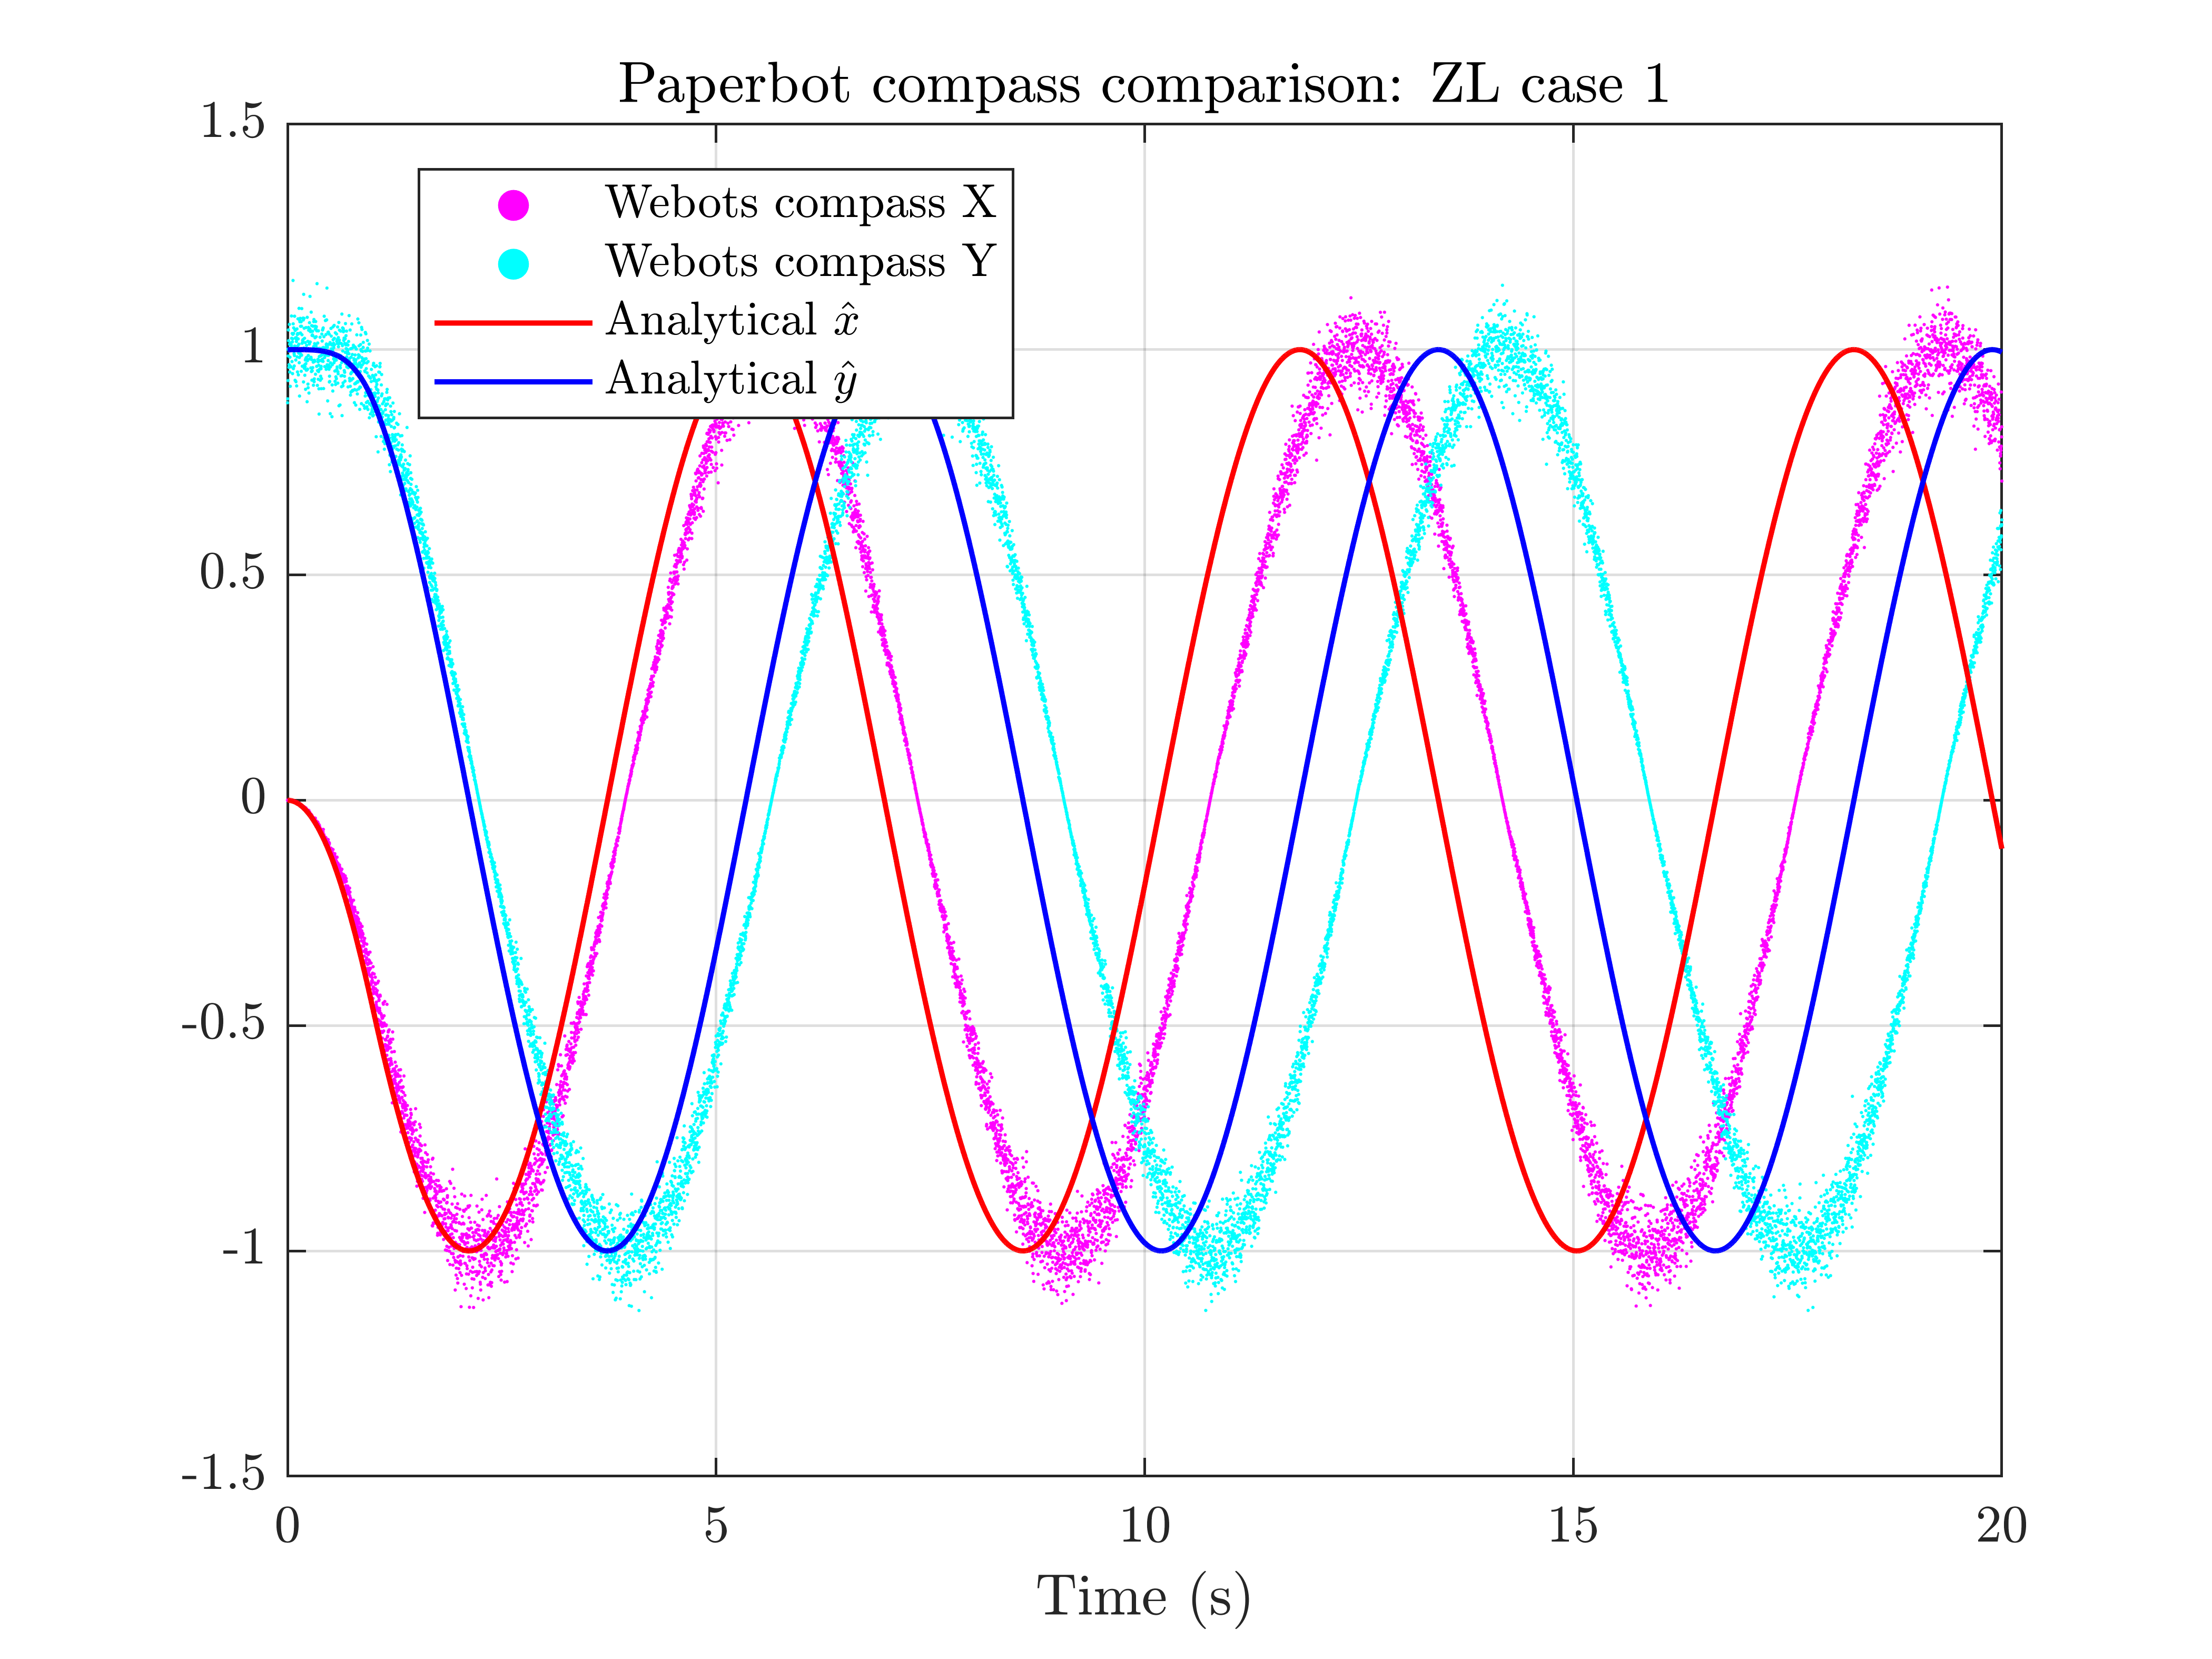 Paperbot compass comparison: ZL case 1
1.5
1
0.5
0
-0.5
-1
-1.5
Webots compass X
Webots compass Y
Analytical x̂
Analytical ŷ
0 5 10 15 20
Time (s)